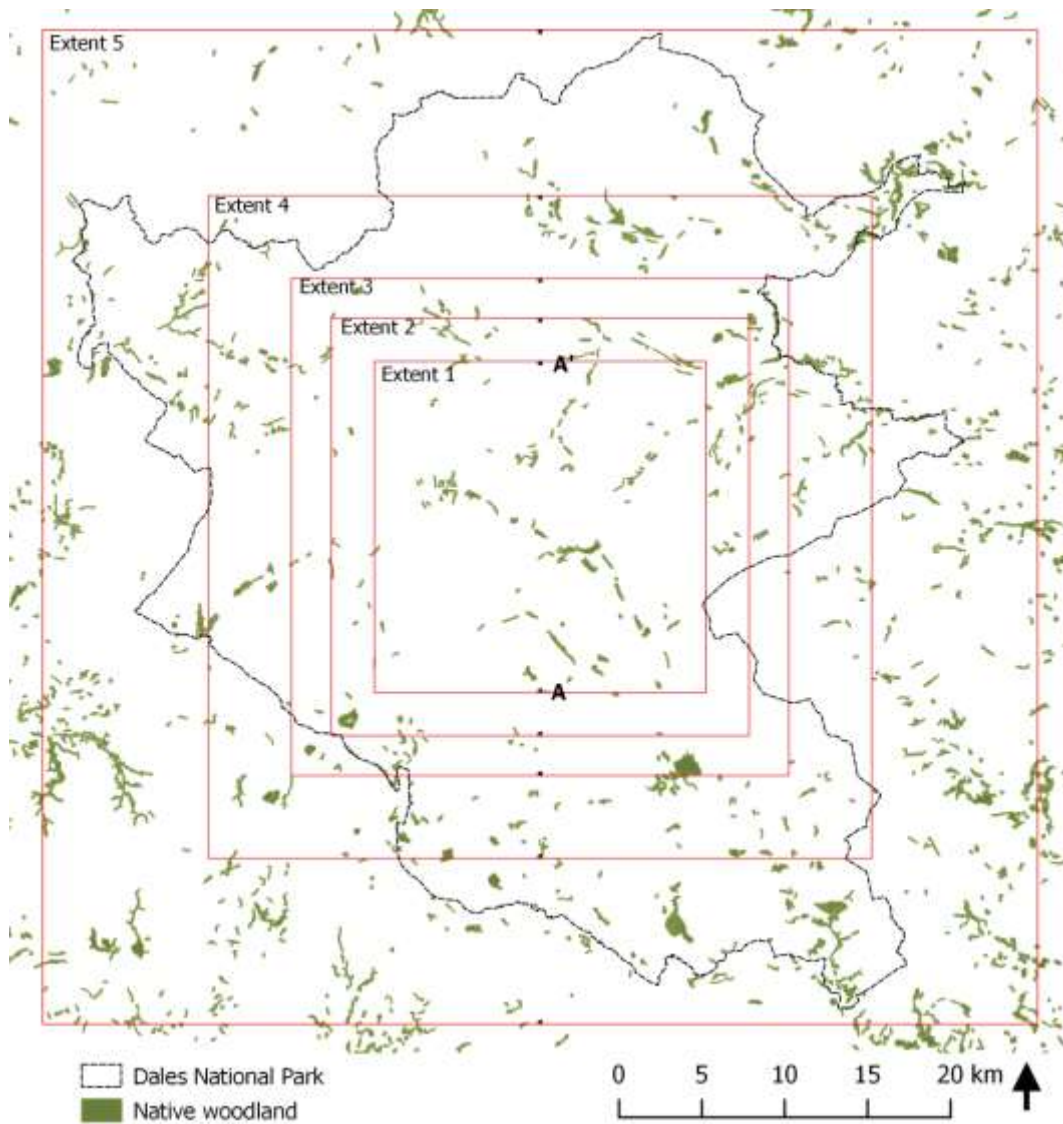 Extent 5
Extent 4
Extent 3
Extent 2
Extent 1
A'
A
Dales National Park
Native woodland
0 5 10 15 20 km